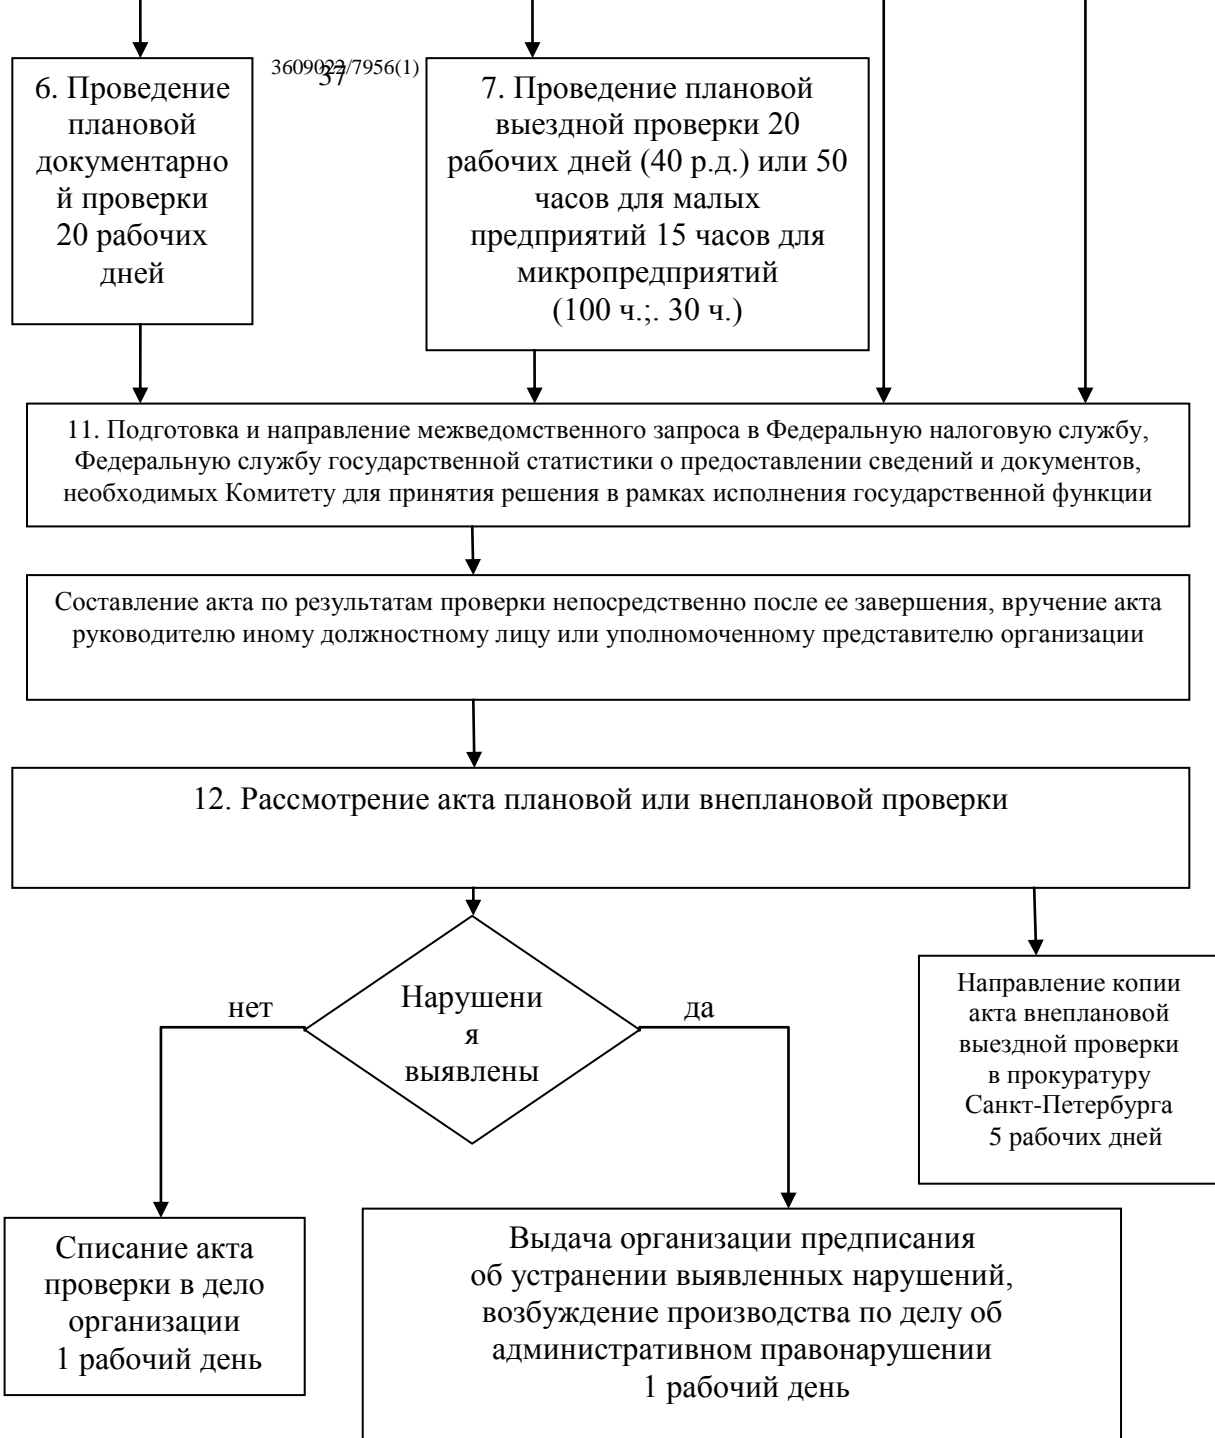 3609022/7956(1)
37
6. Проведение
плановой
документарно
й проверки
20 рабочих
дней
7. Проведение плановой
выездной проверки 20
рабочих дней (40 р.д.) или 50
часов для малых
предприятий 15 часов для
микропредприятий
(100 ч.;. 30 ч.)
11. Подготовка и направление межведомственного запроса в Федеральную налоговую службу,
Федеральную службу государственной статистики о предоставлении сведений и документов,
необходимых Комитету для принятия решения в рамках исполнения государственной функции
Составление акта по результатам проверки непосредственно после ее завершения, вручение акта
руководителю иному должностному лицу или уполномоченному представителю организации
12. Рассмотрение акта плановой или внеплановой проверки
нет
Нарушени
я
выявлены
да
Направление копии
акта внеплановой
выездной проверки
в прокуратуру
Санкт-Петербурга
5 рабочих дней
Списание акта
проверки в дело
организации
1 рабочий день
Выдача организации предписания
об устранении выявленных нарушений,
возбуждение производства по делу об
административном правонарушении
1 рабочий день